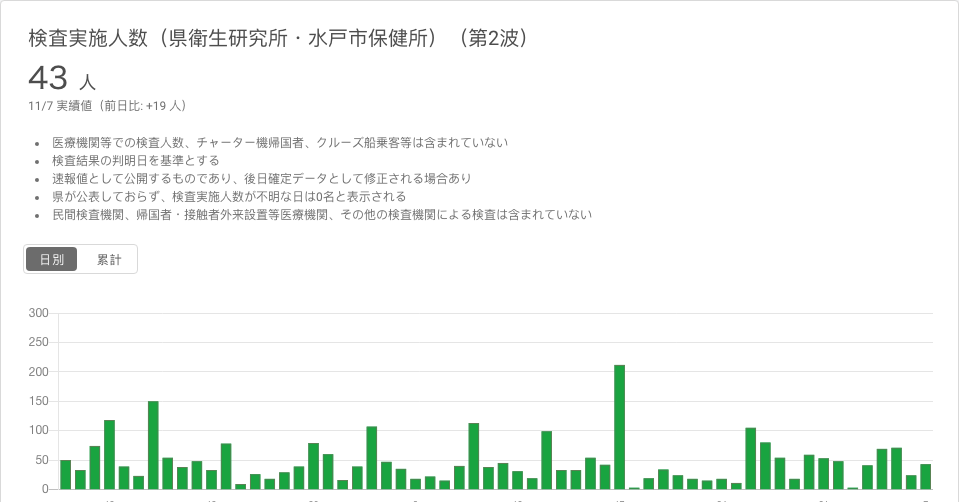 検査実施人数（県衛生研究所・水戸市保健所）（第2波）
43 人
11/7 実績値（前日比: +19 人）
医療機関等での検査人数、チャーター機帰国者、クルーズ船乗客等は含まれていない
検査結果の判明日を基準とする
速報値として公開するものであり、後日確定データとして修正される場合あり
県が公表しておらず、検査実施人数が不明な日は0名と表示される
民間検査機関、帰国者・接触者外来設置等医療機関、その他の検査機関による検査は含まれていない
日別 累計
300
250
200
150
100
50
0